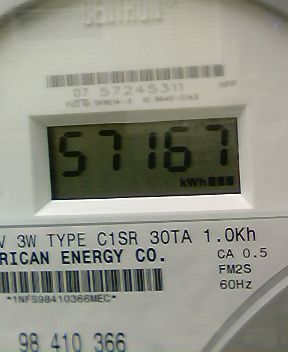 CENTRON
07 57245311
57167
kWh
V 3W TYPE C1SR 30TA 1.0Kh
RICAN ENERGY CO.
CA 0.5
FM2S
60Hz
*1NFS98410366MEC*
98 410 366